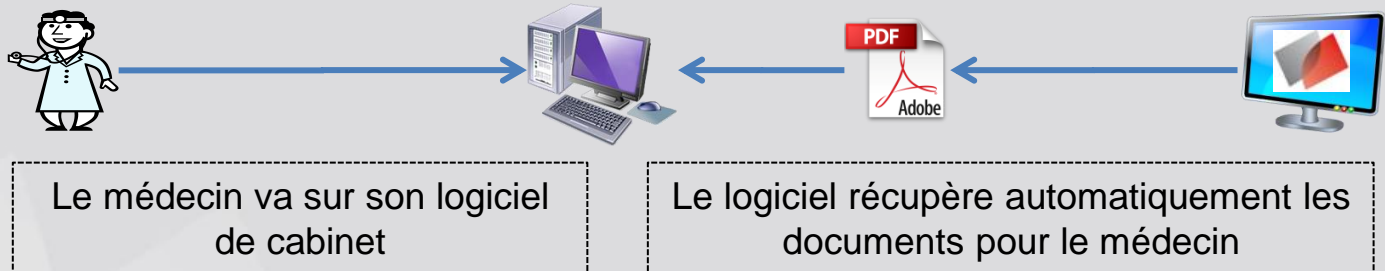 PDF
Adobe
Le médecin va sur son logiciel
de cabinet
Le logiciel récupère automatiquement les
documents pour le médecin